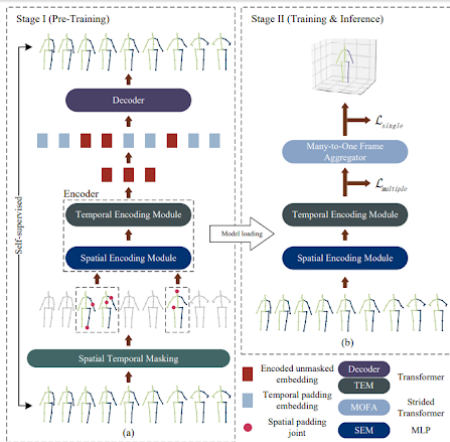 Stage I (Pre-Training)
Decoder
Encoder
Temporal Encoding Module
Spatial Encoding Module
Self-supervised
Spatial Temporal Masking
(a)
Model loading
Stage II (Training & Inference)
ℒsingle
Many-to-One Frame
Aggregator
ℒmultiple
Temporal Encoding Module
Spatial Encoding Module
(b)
Encoded unmasked
embedding
Temporal padding
embedding
Spatial padding
joint
Decoder
TEM
Transformer
MOFA
Strided
Transformer
SEM
MLP